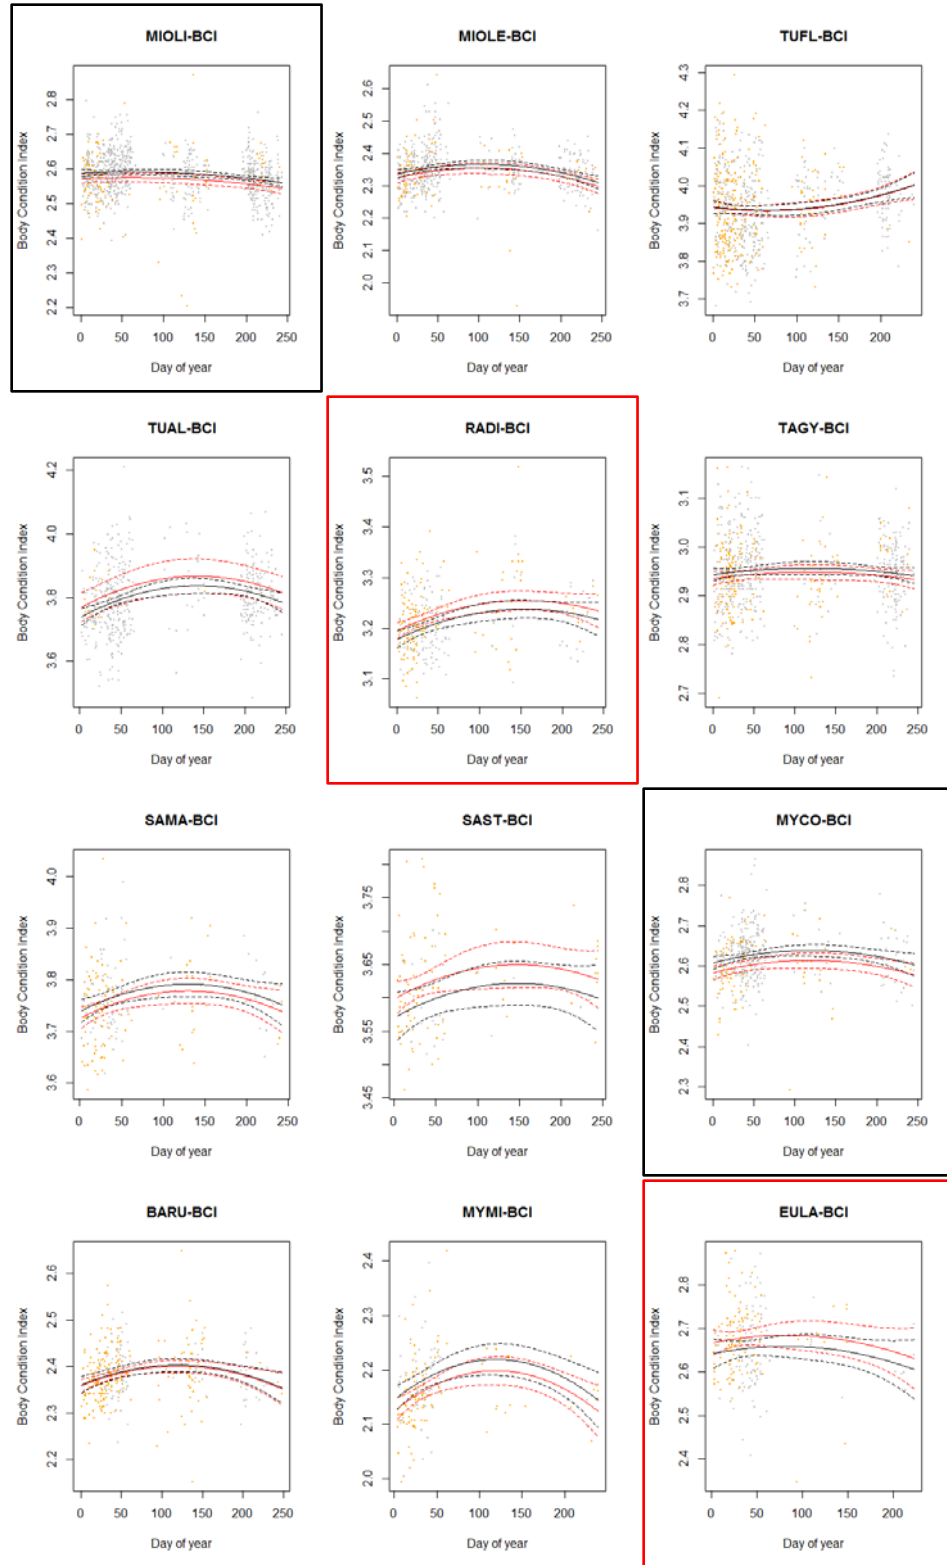 MIOLI-BCI
Body Condition Index
2.2 2.3 2.4 2.5 2.6 2.7 2.8
0 50 100 150 200 250
Day of year
MIOLE-BCI
Body Condition Index
2.0 2.1 2.2 2.3 2.4 2.5 2.6
0 50 100 150 200 250
Day of year
TUFL-BCI
Body Condition Index
3.7 3.8 3.9 4.0 4.1 4.2 4.3
0 50 100 150 200
Day of year
TUAL-BCI
Body Condition Index
3.6 3.8 4.0 4.2
0 50 100 150 200 250
Day of year
RADI-BCI
Body Condition Index
3.1 3.2 3.3 3.4 3.5
0 50 100 150 200 250
Day of year
TAGY-BCI
Body Condition Index
2.7 2.8 2.9 3.0 3.1
0 50 100 150 200 250
Day of year
SAMA-BCI
Body Condition Index
3.6 3.7 3.8 3.9 4.0
0 50 100 150 200 250
Day of year
SAST-BCI
Body Condition Index
3.45 3.55 3.65 3.75
0 50 100 150 200 250
Day of year
MYCO-BCI
Body Condition Index
2.3 2.4 2.5 2.6 2.7 2.8
0 50 100 150 200 250
Day of year
BARU-BCI
Body Condition Index
2.2 2.3 2.4 2.5 2.6
0 50 100 150 200 250
Day of year
MYMI-BCI
Body Condition Index
2.0 2.1 2.2 2.3 2.4
0 50 100 150 200
Day of year
EULA-BCI
Body Condition Index
2.4 2.5 2.6 2.7 2.8
0 50 100 150 200
Day of year